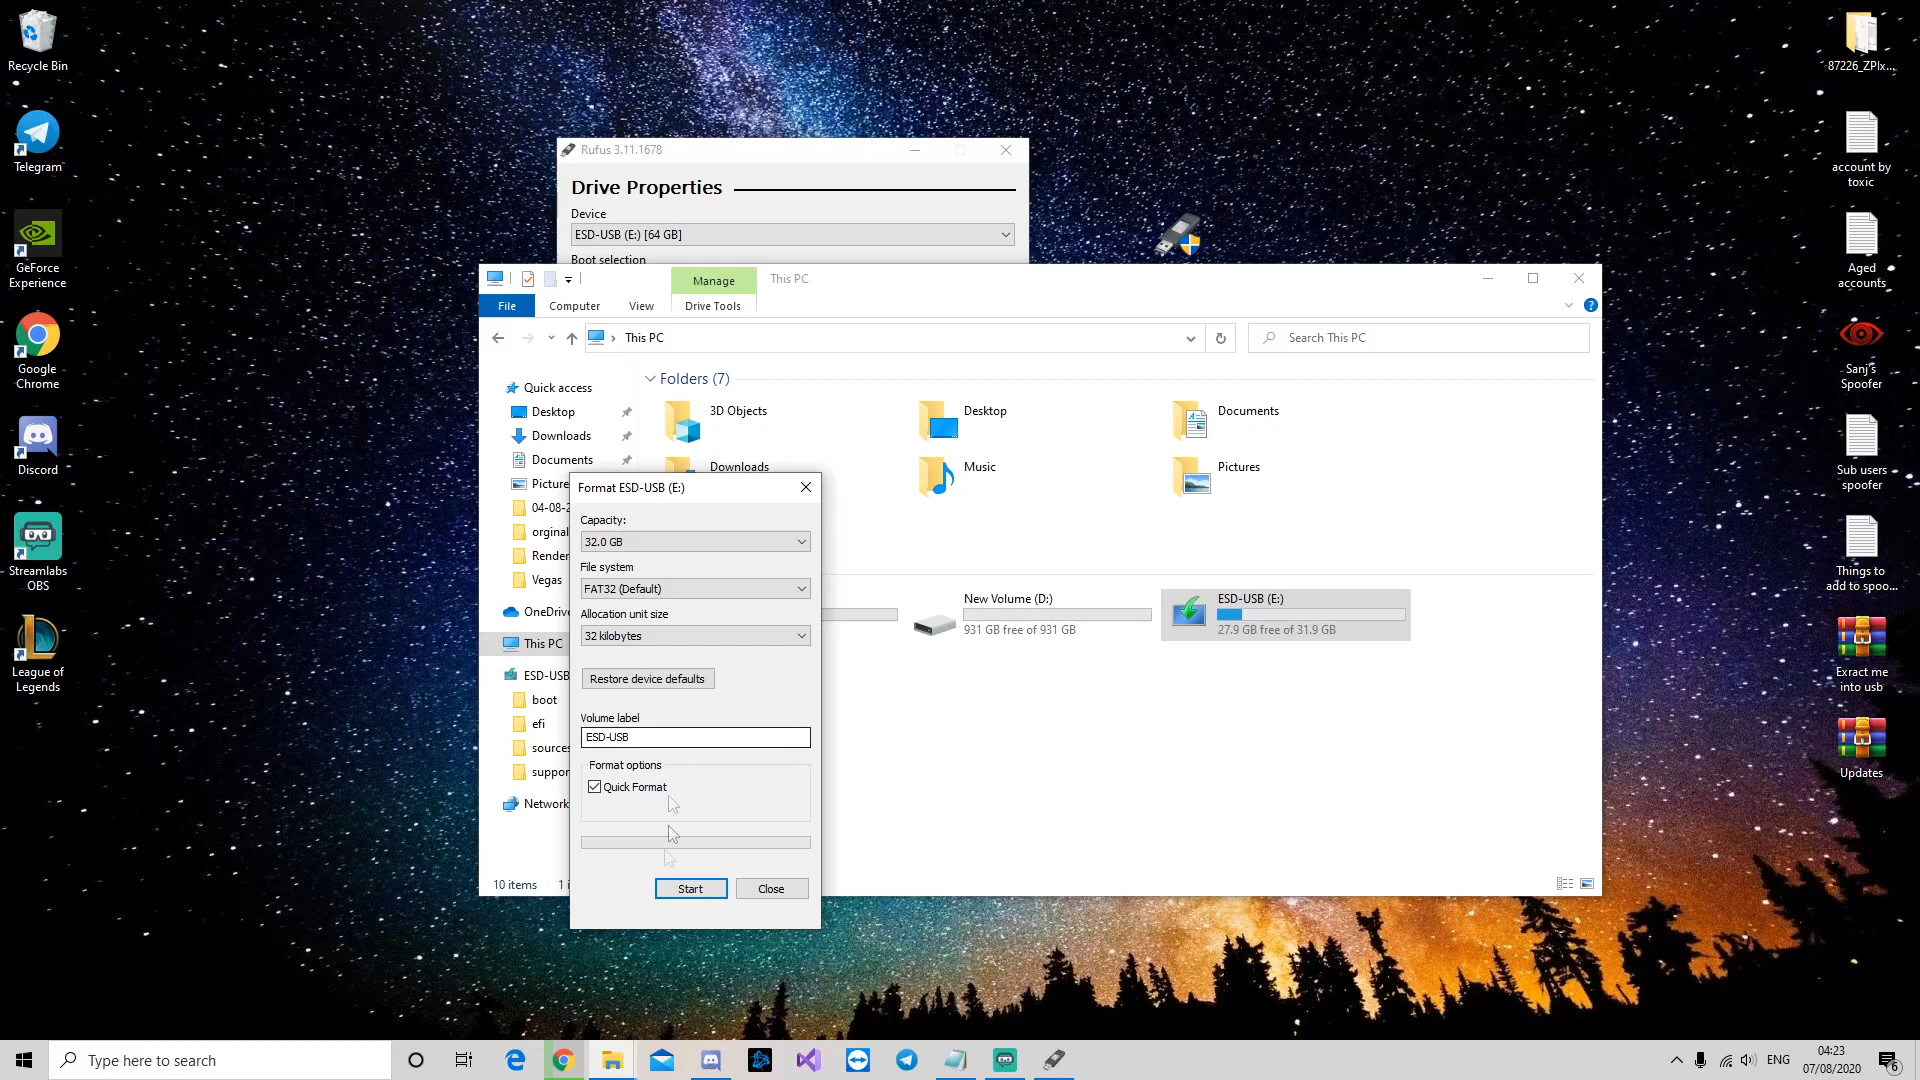 Recycle Bin
Telegram
GeForce
Experience
Google
Chrome
Discord
Streamlabs
OBS
League of
Legends
87226_ZPIx...
account by
toxic
Aged
accounts
Sanj's
Spoofer
Sub users
spoofer
Things to
add to spoo...
Exract me
into usb
Updates
Rufus 3.11.1678
Drive Properties
Device
ESD-USB (E:) [64 GB]
Boot selection
Manage
This PC
File
Computer
View
Drive Tools
This PC
Search This PC
Quick access
Desktop
Downloads
Documents
Picture
04-08-2
orginal
Render
Vegas
OneDrive
This PC
ESD-USB
boot
efi
sources
suppor
Network
Folders (7)
3D Objects
Desktop
Documents
Downloads
Music
Pictures
New Volume (D:)
931 GB free of 931 GB
ESD-USB (E:)
27.9 GB free of 31.9 GB
10 items
1 i
Format ESD-USB (E:)
Capacity:
32.0 GB
File system
FAT32 (Default)
Allocation unit size
32 kilobytes
Restore device defaults
Volume label
ESD-USB
Format options
Quick Format
Start
Close
Type here to search
ENG
04:23
07/08/2020
6